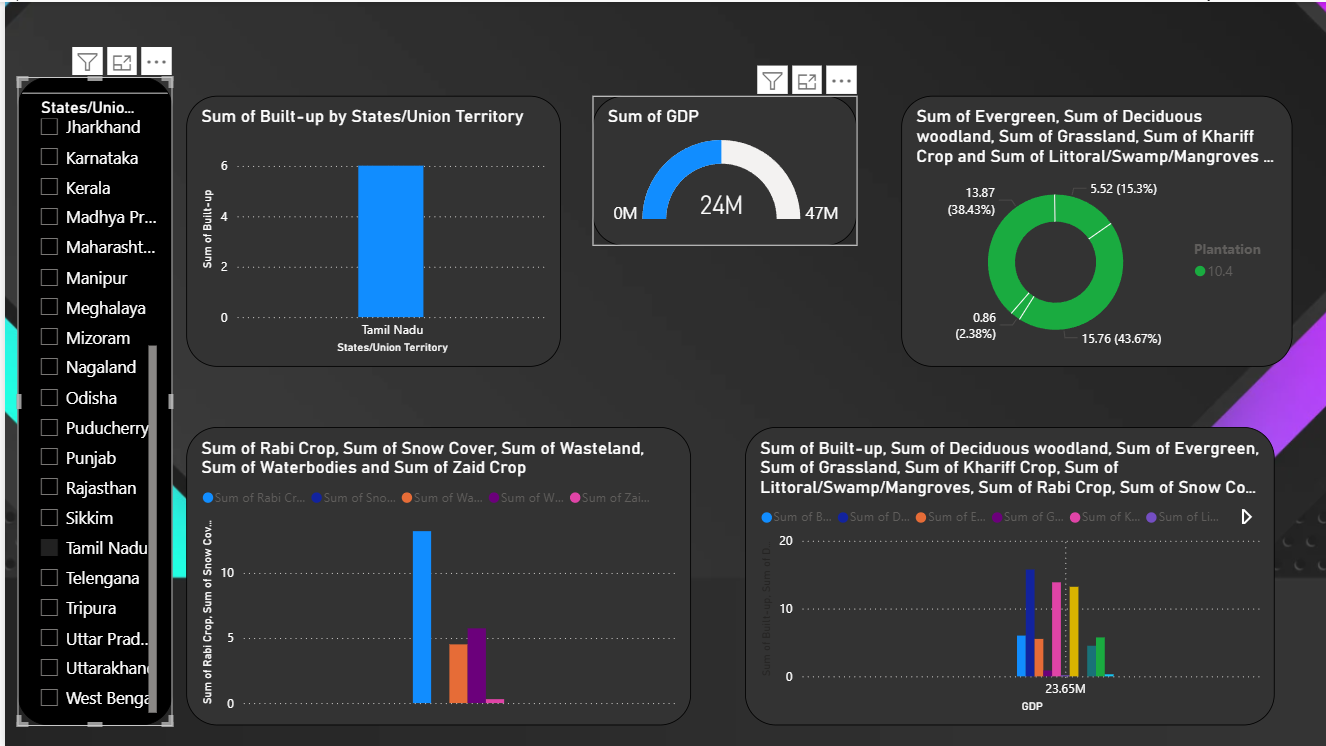 States/Unio...
Jharkhand
Karnataka
Kerala
Madhya Pr...
Maharasht...
Manipur
Meghalaya
Mizoram
Nagaland
Odisha
Puducherry
Punjab
Rajasthan
Sikkim
Tamil Nadu
Telengana
Tripura
Uttar Prad...
Uttarakhan
West Benga
Sum of Built-up by States/Union Territory
Sum of Built-up
6
4
2
0
Tamil Nadu
States/Union Territory
Sum of GDP
0M
24M
47M
Sum of Evergreen, Sum of Deciduous
woodland, Sum of Grassland, Sum of Khariff
Crop and Sum of Littoral/Swamp/Mangroves ...
13.87
(38.43%)
5.52 (15.3%)
0.86
(2.38%)
15.76 (43.67%)
Plantation
10.4
Sum of Rabi Crop, Sum of Snow Cover, Sum of Wasteland,
Sum of Waterbodies and Sum of Zaid Crop
Sum of Rabi Cr... Sum of Sno... Sum of Wa... Sum of W... Sum of Zai...
Sum of Rabi Crop, Sum of Snow Cov...
10
5
0
Sum of Built-up, Sum of Deciduous woodland, Sum of Evergreen,
Sum of Grassland, Sum of Khariff Crop, Sum of
Littoral/Swamp/Mangroves, Sum of Rabi Crop, Sum of Snow Co...
Sum of B... Sum of D... Sum of E... Sum of G... Sum of K... Sum of Li...
Sum of Built-up, Sum of D...
20
10
0
23.65M
GDP